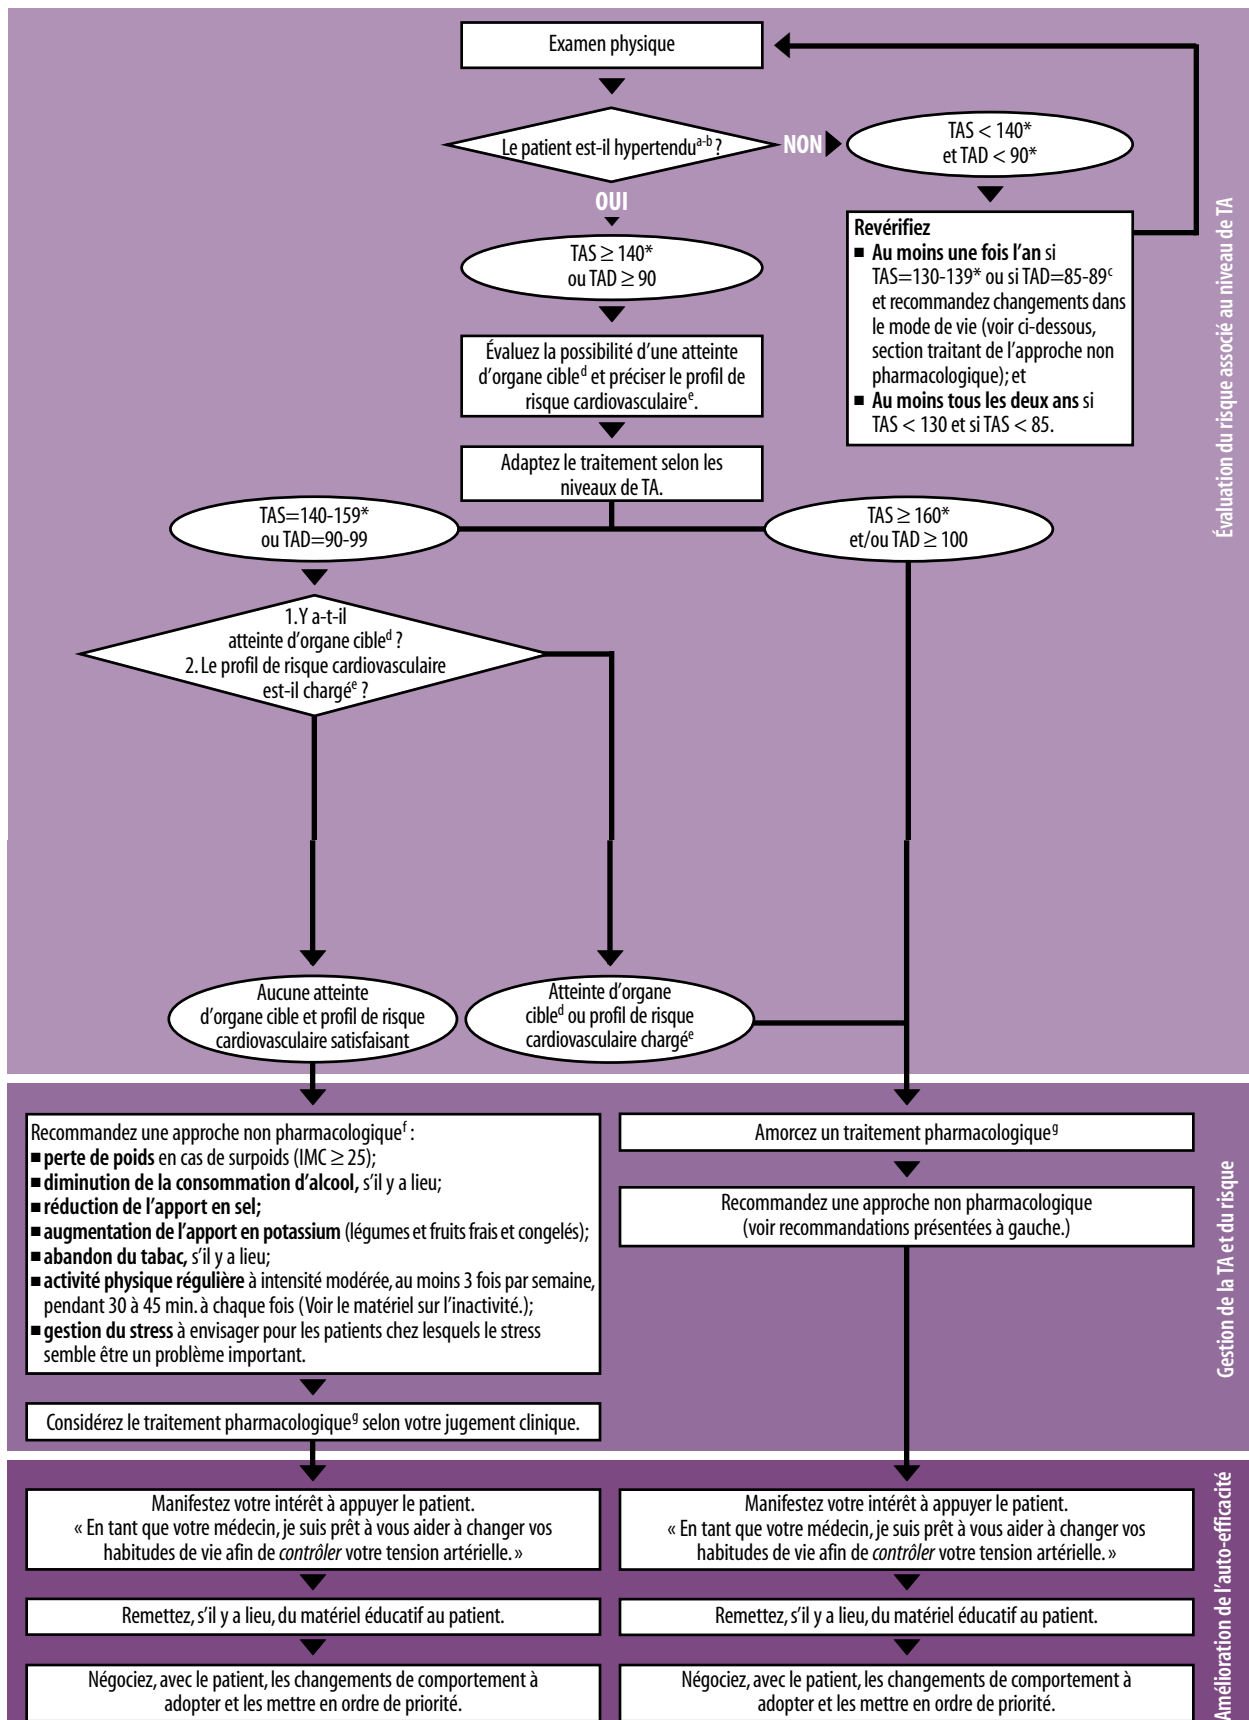 Examen physique
Le patient est-il hypertendu a-b ?
NON
TAS < 140*
et TAD < 90*
OUI
TAS ≥ 140*
ou TAD ≥ 90
Revérifiez
■ Au moins une fois l'an si
TAS=130-139* ou si TAD=85-89 c
et recommandez changements dans
le mode de vie (voir ci-dessous,
section traitant de l'approche non
pharmacologique); et
■ Au moins tous les deux ans si
TAS < 130 et si TAS < 85.
Évaluez la possibilité d'une atteinte
d'organe cible d et préciser le profil de
risque cardiovasculaire e.
Adaptez le traitement selon les
niveaux de TA.
TAS=140-159*
ou TAD=90-99
TAS ≥ 160*
et/ou TAD ≥ 100
1. Y a-t-il
atteinte d'organe cible d ?
2. Le profil de risque cardiovasculaire
est-il chargé e ?
Aucune atteinte
d'organe cible et profil de risque
cardiovasculaire satisfaisant
Atteinte d'organe
cible d ou profil de risque
cardiovasculaire chargé e
Évaluation du risque associé au niveau de TA
Recommandez une approche non pharmacologique f :
■ perte de poids en cas de surpoids (IMC ≥ 25);
■ diminution de la consommation d'alcool, s'il y a lieu;
■ réduction de l'apport en sel;
■ augmentation de l'apport en potassium (légumes et fruits frais et congelés);
■ abandon du tabac, s'il y a lieu;
■ activité physique régulière à intensité modérée, au moins 3 fois par semaine,
pendant 30 à 45 min. à chaque fois (Voir le matériel sur l'inactivité.);
■ gestion du stress à envisager pour les patients chez lesquels le stress
semble être un problème important.
Considérez le traitement pharmacologique g selon votre jugement clinique.
Amorcez un traitement pharmacologique g
Recommandez une approche non pharmacologique
(voir recommandations présentées à gauche.)
Gestion de la TA et du risque
Manifestez votre intérêt à appuyer le patient.
« En tant que votre médecin, je suis prêt à vous aider à changer vos
habitudes de vie afin de contrôler votre tension artérielle. »
Remettez, s'il y a lieu, du matériel éducatif au patient.
Négociez, avec le patient, les changements de comportement à
adopter et les mettre en ordre de priorité.
Manifestez votre intérêt à appuyer le patient.
« En tant que votre médecin, je suis prêt à vous aider à changer vos
habitudes de vie afin de contrôler votre tension artérielle. »
Remettez, s'il y a lieu, du matériel éducatif au patient.
Négociez, avec le patient, les changements de comportement à
adopter et les mettre en ordre de priorité.
Amélioration de l'auto-efficacité